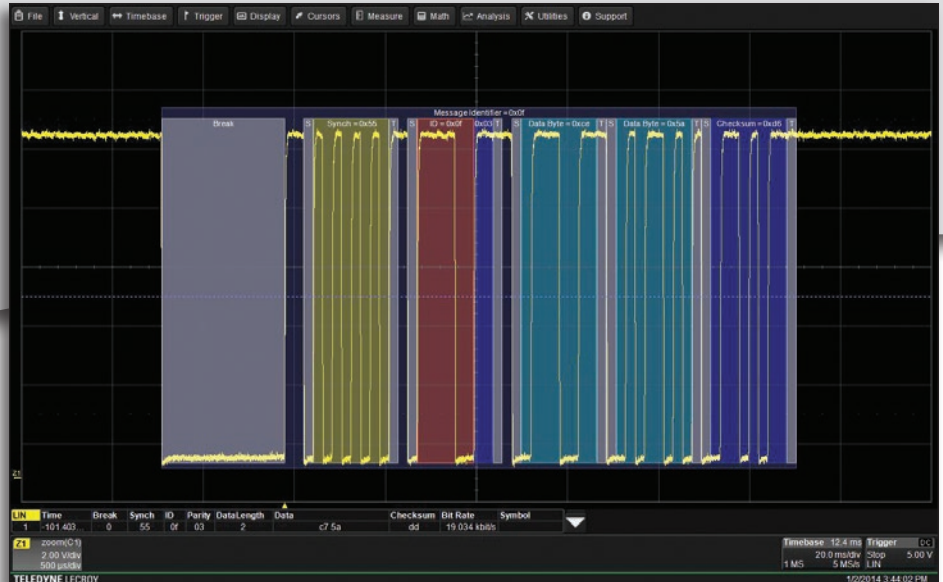 File Vertical Timebase Trigger Display Cursors Measure Math Analysis Utilities Support
Message Identifier = 0x0f
Break S Synch = 0x55 T S ID = 0x0f 0x03 T S Data Byte = 0xce T S Data Byte = 0x5a T S Checksum = 0xd6 T
Z1
LIN Time Break Synch ID Parity DataLength Data Checksum Bit Rate Symbol
1 -101.403... 0 55 0f 03 2 c7 5a dd 19.034 kbit/s
Z1 zoom(C1)
2.00 V/div
500 µs/div
Timebase 12.4 ms Trigger DC
20.0 ms/div Stop 5.00 V
1 MS 5 MS/s LIN
TELEDYNE LECROY 1/2/2014 3:44:02 PM